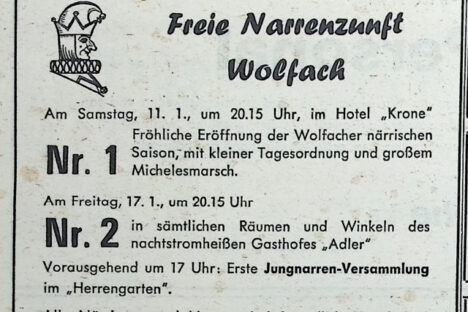 Freie Narrenzunft
Wolfach
Am Samstag, 11. 1., um 20.15 Uhr, im Hotel „Krone"
Nr. 1 Fröhliche Eröffnung der Wolfacher närrischen
Saison, mit kleiner Tagesordnung und großem
Michelesmarsch.
Am Freitag, 17. 1., um 20.15 Uhr
Nr. 2 in sämtlichen Räumen und Winkeln des
nachtstromheißen Gasthofes „Adler"
Vorausgehend um 17 Uhr: Erste Jungnarren-Versammlung
im „Herrengarten".